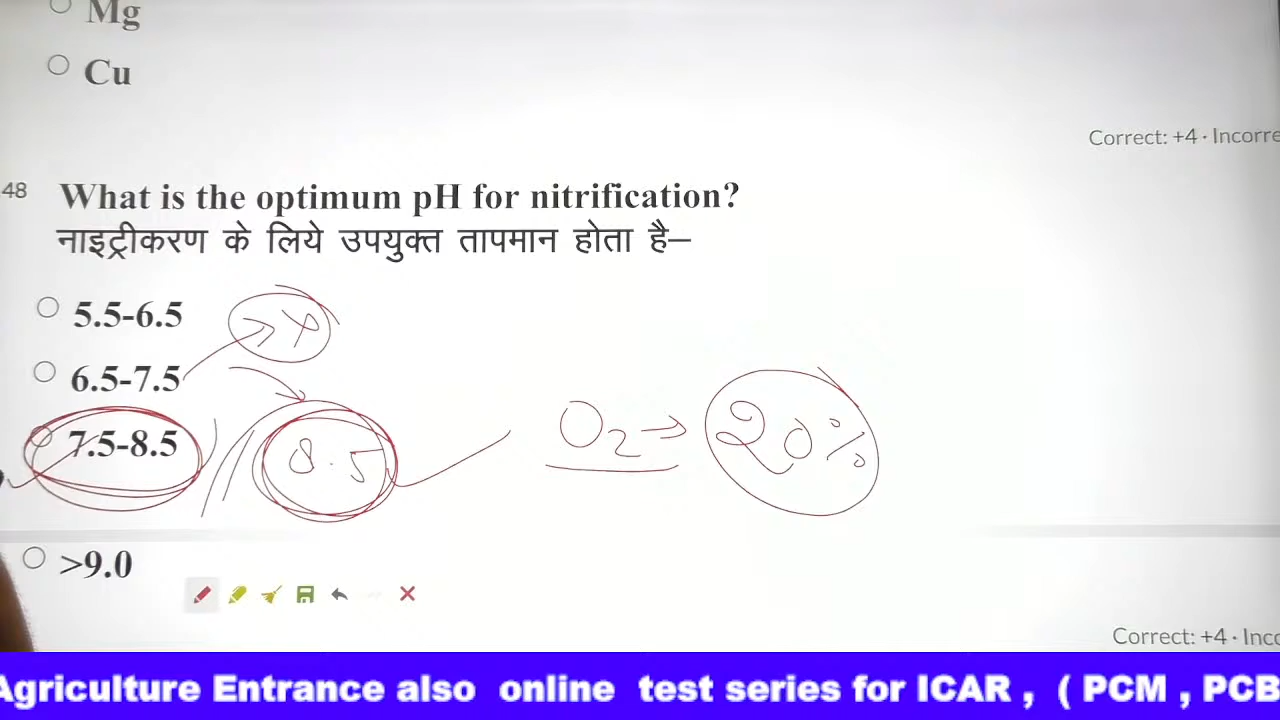 Mg
Cu
Correct: +4 · Incorre
48 What is the optimum pH for nitrification?
नाइट्रीकरण के लिये उपयुक्त तापमान होता है–
5.5-6.5
6.5-7.5
7.5-8.5
8.5
O2→ 20%
>9.0
Correct: +4 · Inco
Agriculture Entrance also online test series for ICAR , ( PCM , PCB